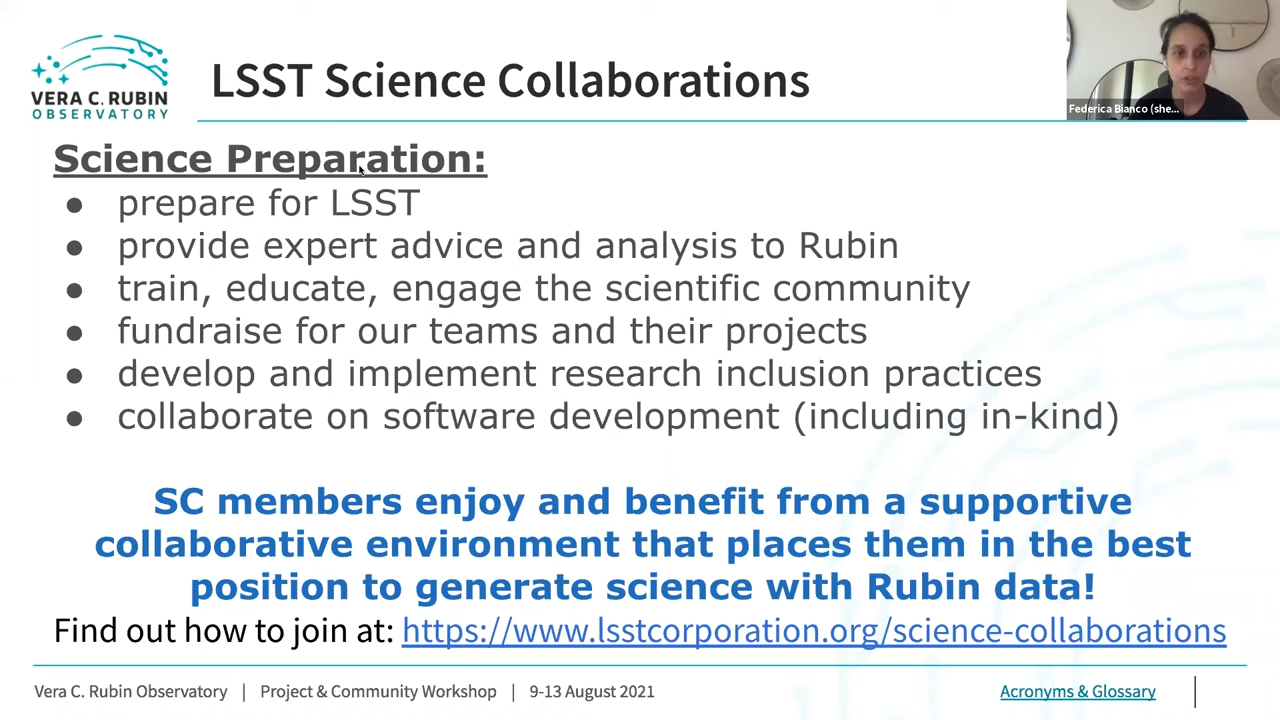 VERA C. RUBIN
OBSERVATORY
LSST Science Collaborations
Federica Bianco (she...
Science Preparation:
● prepare for LSST
● provide expert advice and analysis to Rubin
● train, educate, engage the scientific community
● fundraise for our teams and their projects
● develop and implement research inclusion practices
● collaborate on software development (including in-kind)
SC members enjoy and benefit from a supportive
collaborative environment that places them in the best
position to generate science with Rubin data!
Find out how to join at: https://www.lsstcorporation.org/science-collaborations
Vera C. Rubin Observatory | Project & Community Workshop | 9-13 August 2021 Acronyms & Glossary |